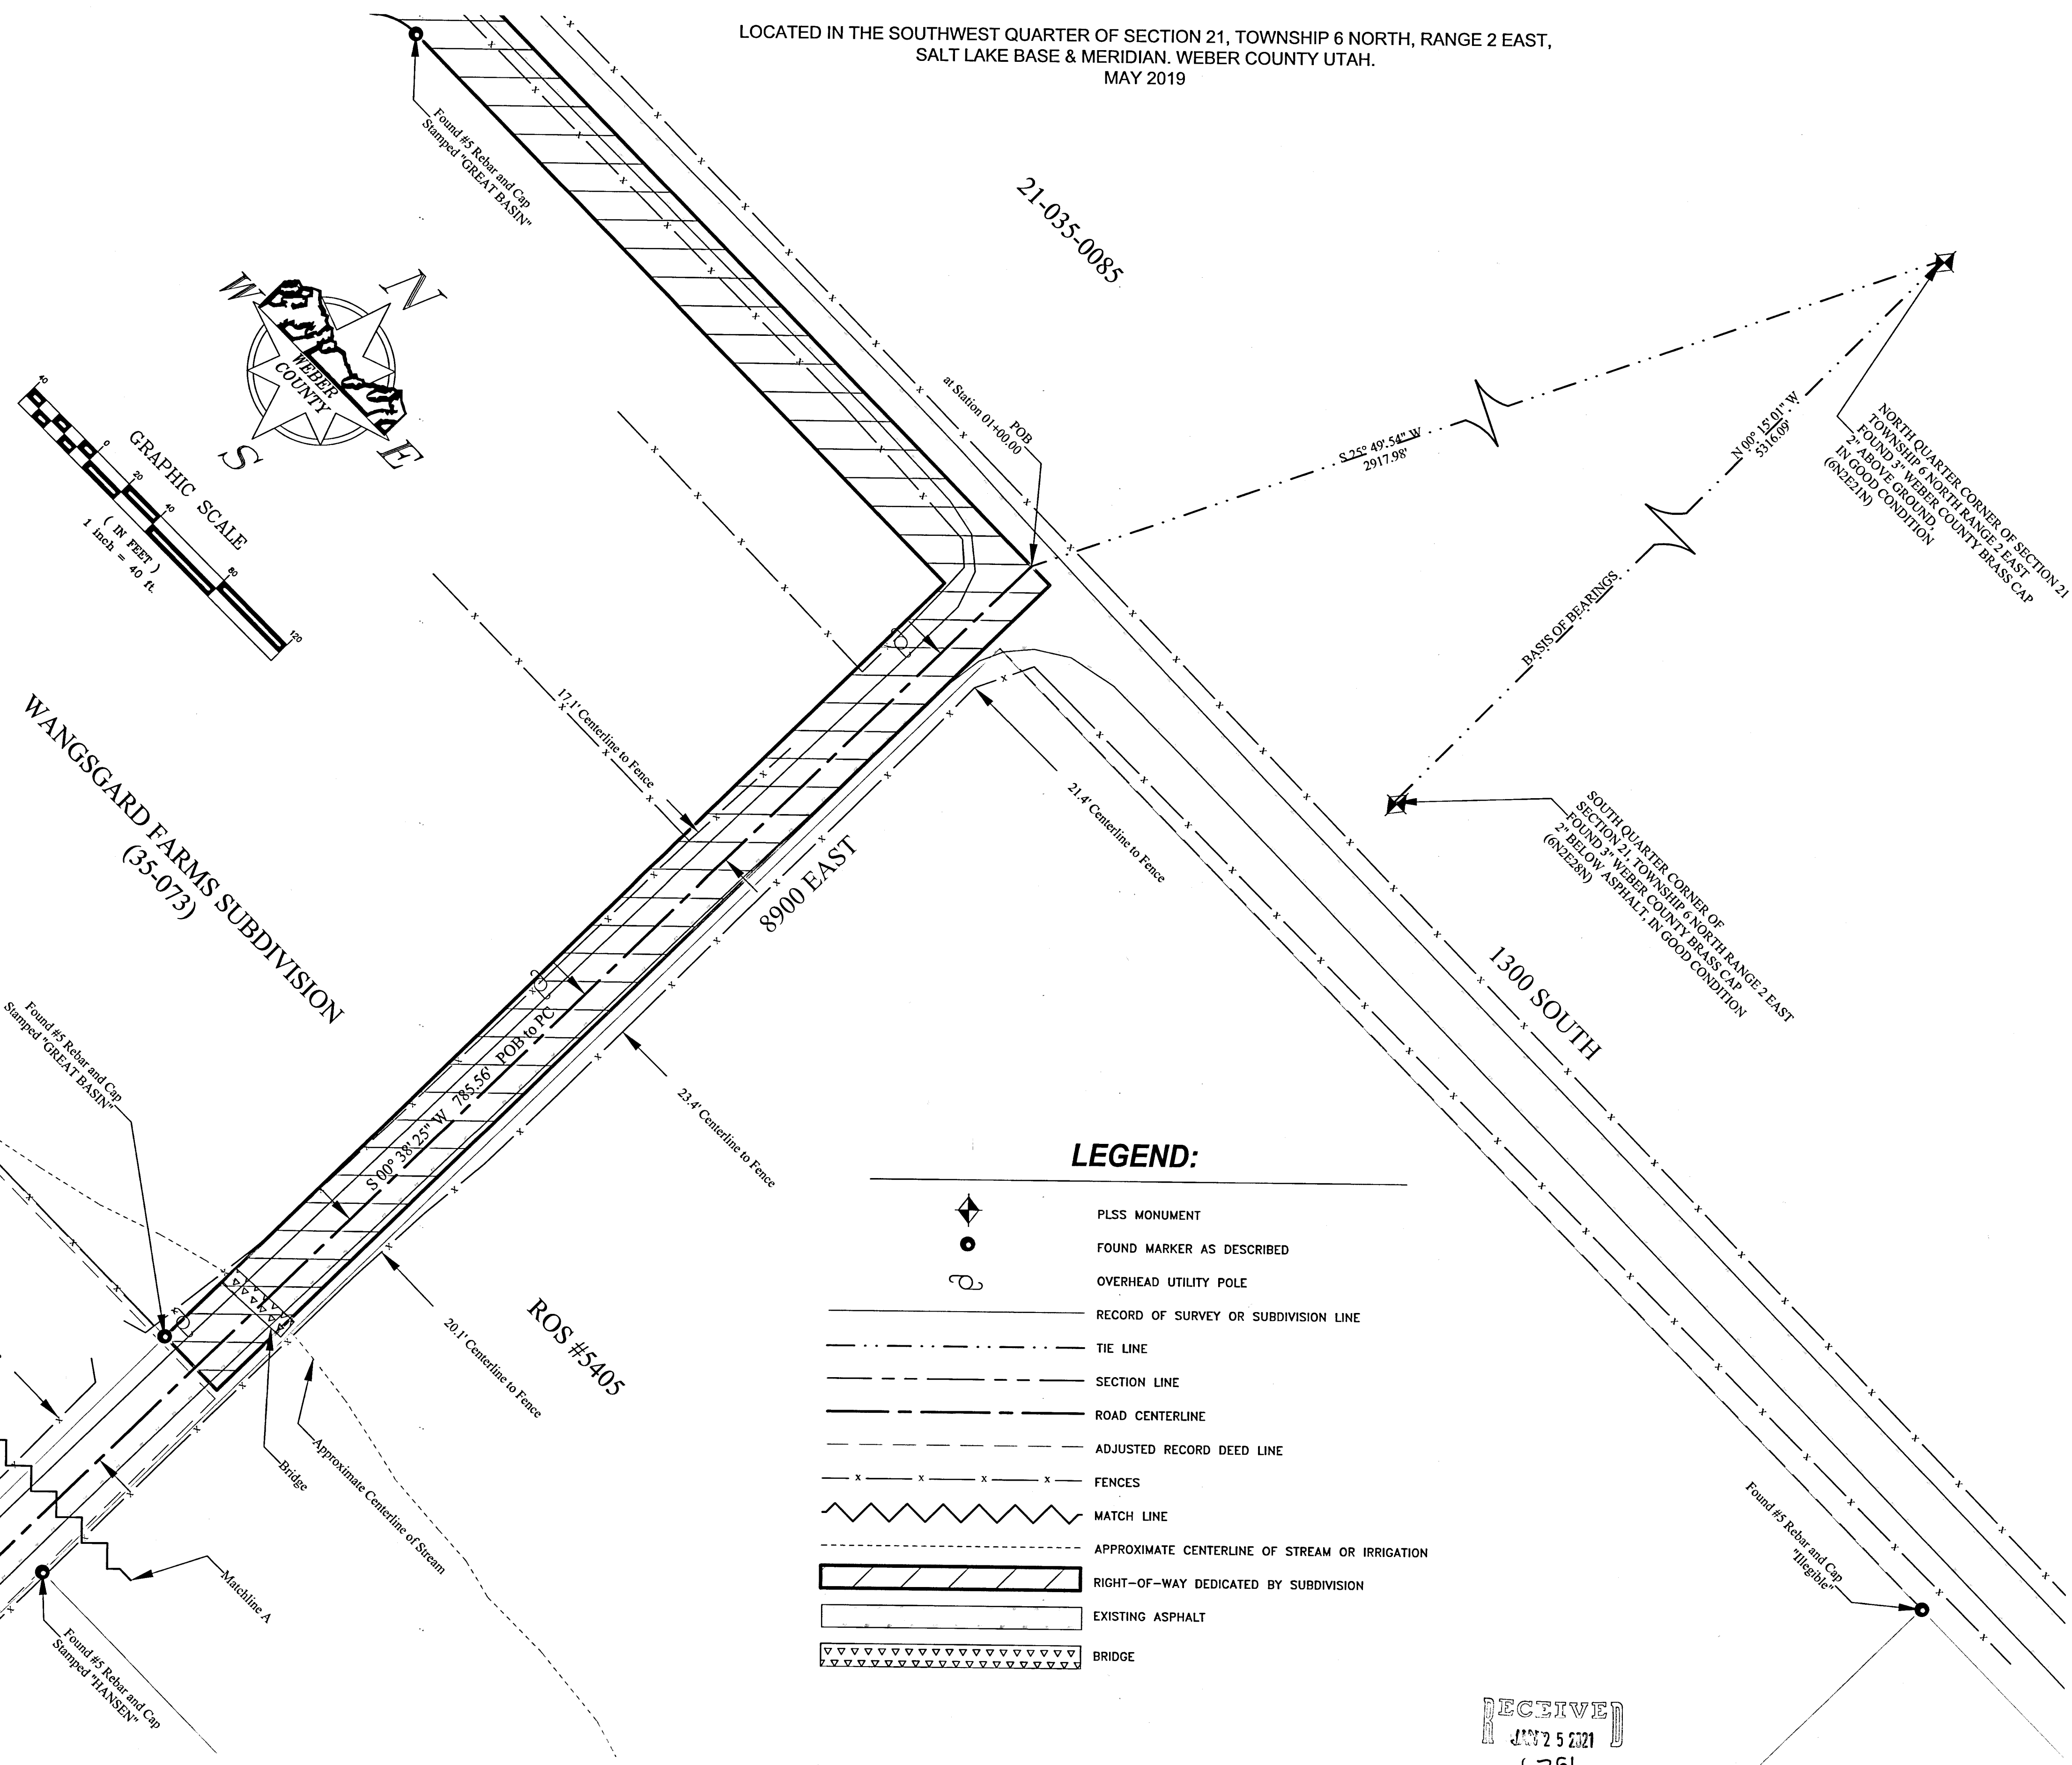 LOCATED IN THE SOUTHWEST QUARTER OF SECTION 21, TOWNSHIP 6 NORTH, RANGE 2 EAST,
SALT LAKE BASE & MERIDIAN. WEBER COUNTY UTAH.
MAY 2019
Found #5 Rebar and Cap
Stamped "GREAT BASIN"
21-035-0085
W
N
S
E
WEBER
COUNTY
40
0
20
40
80
120
GRAPHIC SCALE
( IN FEET )
1 inch = 40 ft.
POB
at Station 01+00.00
S 25° 49'.54" W
2917.98'
N 00° 15'.01" W
5316.09'
BASIS OF BEARINGS
NORTH QUARTER CORNER OF SECTION 21
TOWNSHIP 6 NORTH RANGE 2 EAST
FOUND 3" WEBER COUNTY BRASS CAP
2" ABOVE GROUND,
IN GOOD CONDITION
(6N2E21N)
SOUTH QUARTER CORNER OF
SECTION 21, TOWNSHIP 6 NORTH RANGE 2 EAST
FOUND 3" WEBER COUNTY BRASS CAP
2" BELOW ASPHALT, IN GOOD CONDITION
(6N2E28N)
WANGSGARD FARMS SUBDIVISION
(35-073)
17.1' Centerline to Fence
21.4' Centerline to Fence
8900 EAST
1300 SOUTH
S 00° 38' 25" W 785.56' POB to PC
23.4' Centerline to Fence
20.1' Centerline to Fence
ROS #5405
Found #5 Rebar and Cap
Stamped "GREAT BASIN"
Bridge
Approximate Centerline of Stream
Matchline A
Found #5 Rebar and Cap
Stamped "HANSEN"
Found #5 Rebar and Cap
"Illegible"
LEGEND:
PLSS MONUMENT
FOUND MARKER AS DESCRIBED
OVERHEAD UTILITY POLE
RECORD OF SURVEY OR SUBDIVISION LINE
TIE LINE
SECTION LINE
ROAD CENTERLINE
ADJUSTED RECORD DEED LINE
FENCES
MATCH LINE
APPROXIMATE CENTERLINE OF STREAM OR IRRIGATION
RIGHT-OF-WAY DEDICATED BY SUBDIVISION
EXISTING ASPHALT
BRIDGE
RECEIVED
JAN 25 2021